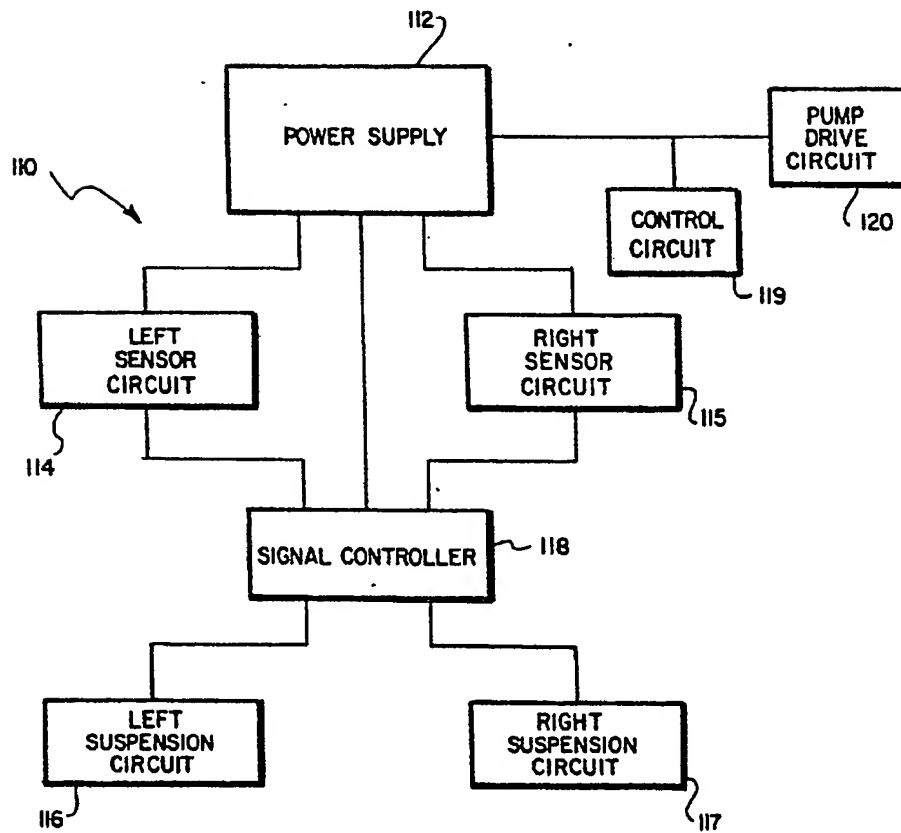 112
POWER SUPPLY
PUMP
DRIVE
CIRCUIT
110
120
CONTROL
CIRCUIT
119
LEFT
SENSOR
CIRCUIT
RIGHT
SENSOR
CIRCUIT
114
115
SIGNAL CONTROLLER
118
LEFT
SUSPENSION
CIRCUIT
RIGHT
SUSPENSION
CIRCUIT
116
117